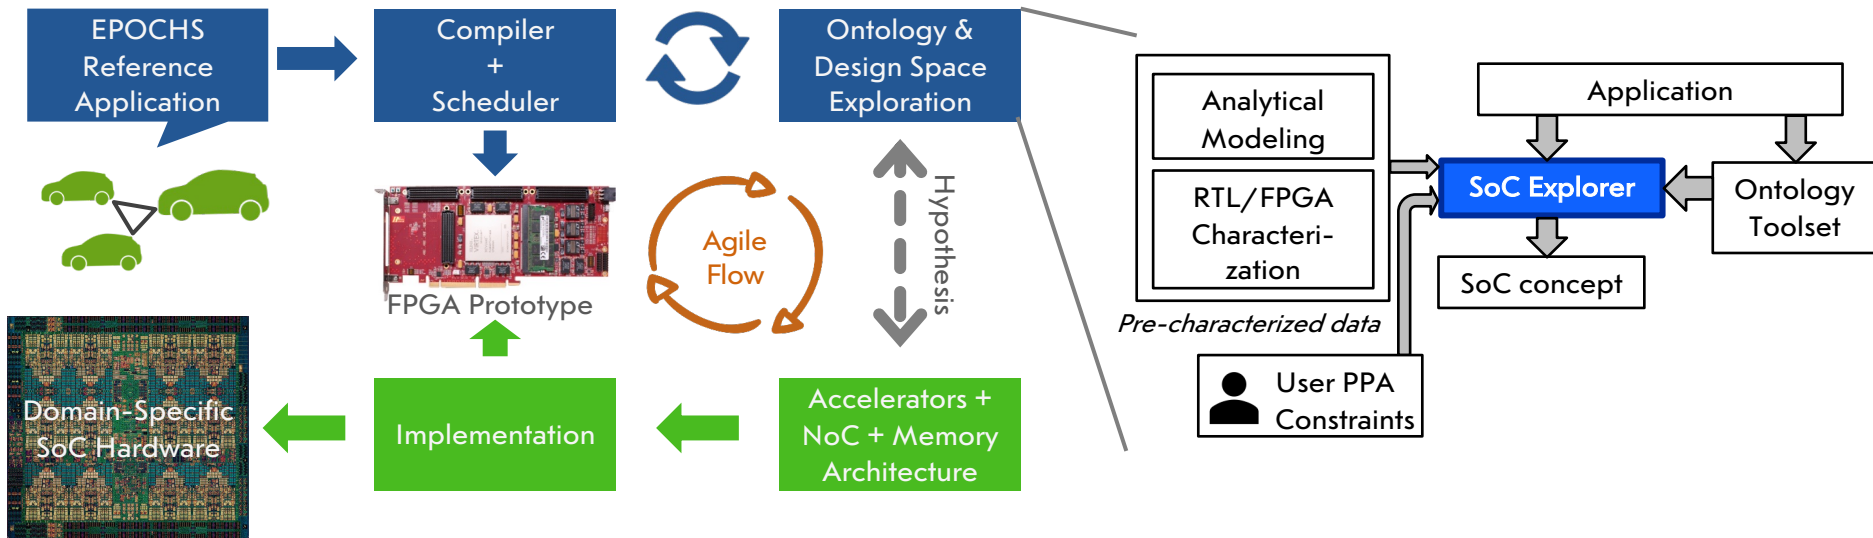 EPOCHS
Reference
Application
Compiler
+
Scheduler
Ontology &
Design Space
Exploration
Hypothesis
Agile
Flow
FPGA Prototype
Domain-Specific
SoC Hardware
Implementation
Accelerators +
NoC + Memory
Architecture
Analytical
Modeling
RTL/FPGA
Characteri-
zation
Pre-characterized data
User PPA
Constraints
Application
SoC Explorer
Ontology
Toolset
SoC concept